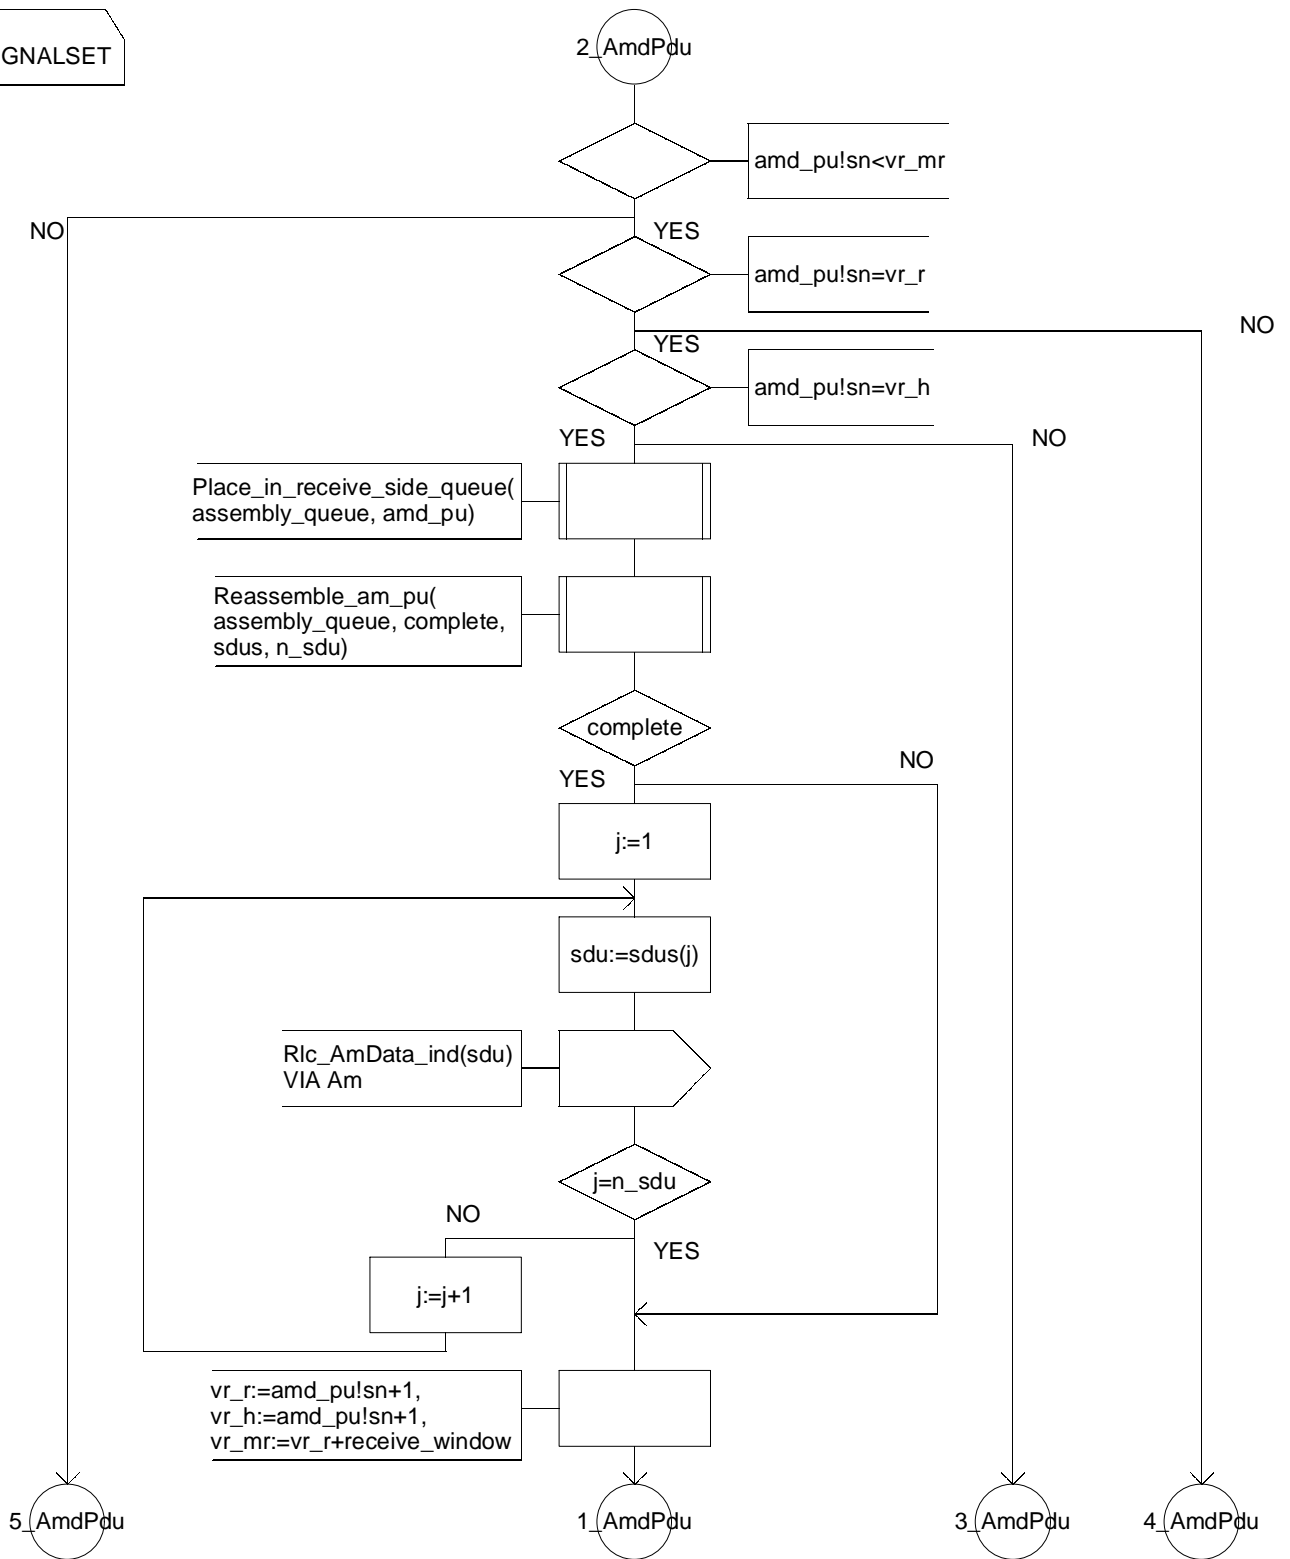 GNALSET
2_AmdPdu
amd_pu!sn<vr_mr
NO
YES
amd_pu!sn=vr_r
NO
YES
amd_pu!sn=vr_h
YES
NO
Place_in_receive_side_queue(
assembly_queue, amd_pu)
Reassemble_am_pu(
assembly_queue, complete,
sdus, n_sdu)
complete
NO
YES
j:=1
sdu:=sdus(j)
Rlc_AmData_ind(sdu)
VIA Am
j=n_sdu
NO
YES
j:=j+1
vr_r:=amd_pu!sn+1,
vr_h:=amd_pu!sn+1,
vr_mr:=vr_r+receive_window
5_AmdPdu
1_AmdPdu
3_AmdPdu
4_AmdPdu